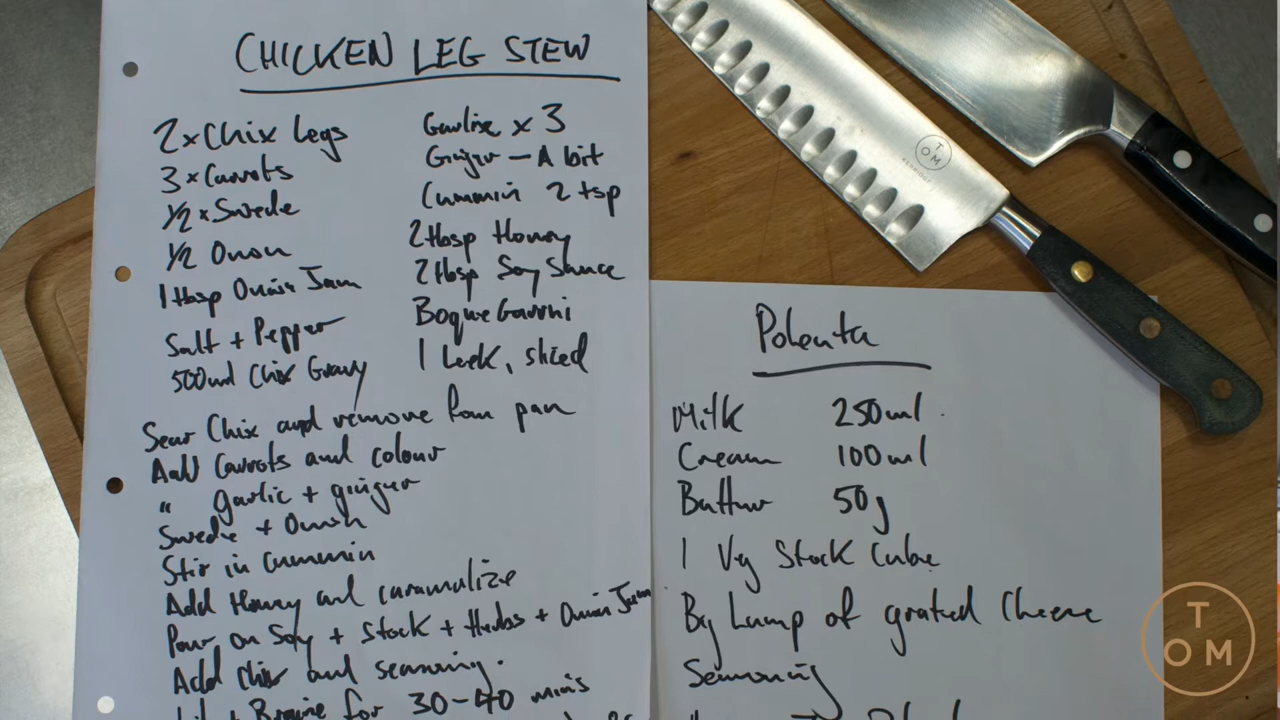 CHICKEN LEG STEW
2 x Chix Legs
3 x Carrots
1/2 x Swede
1/2 Onion
1 tbsp Onion Jam
Salt + Pepper
500ml Chix Gravy
Garlic x 3
Ginger — A bit
Cummin 2 tsp
2 tbsp Honey
2 tbsp Soy Sauce
Boque Garni
1 Leek, sliced
Sear Chix and remove from pan
Add Carrots and colour
" garlic + ginger
Swede + Onion
Stir in Cummin
Add Honey and caramalize
Pour on Soy + Stock + Herbs + Onion Jam
Add Chix and seasoning.
Lid + Braise for 30-40 mins
Polenta
Milk 250ml
Cream 100ml
Butter 50g
1 Veg Stock Cube
Big Lump of grated Cheese
Seasoning
TOM
KERRIDGE
TOM